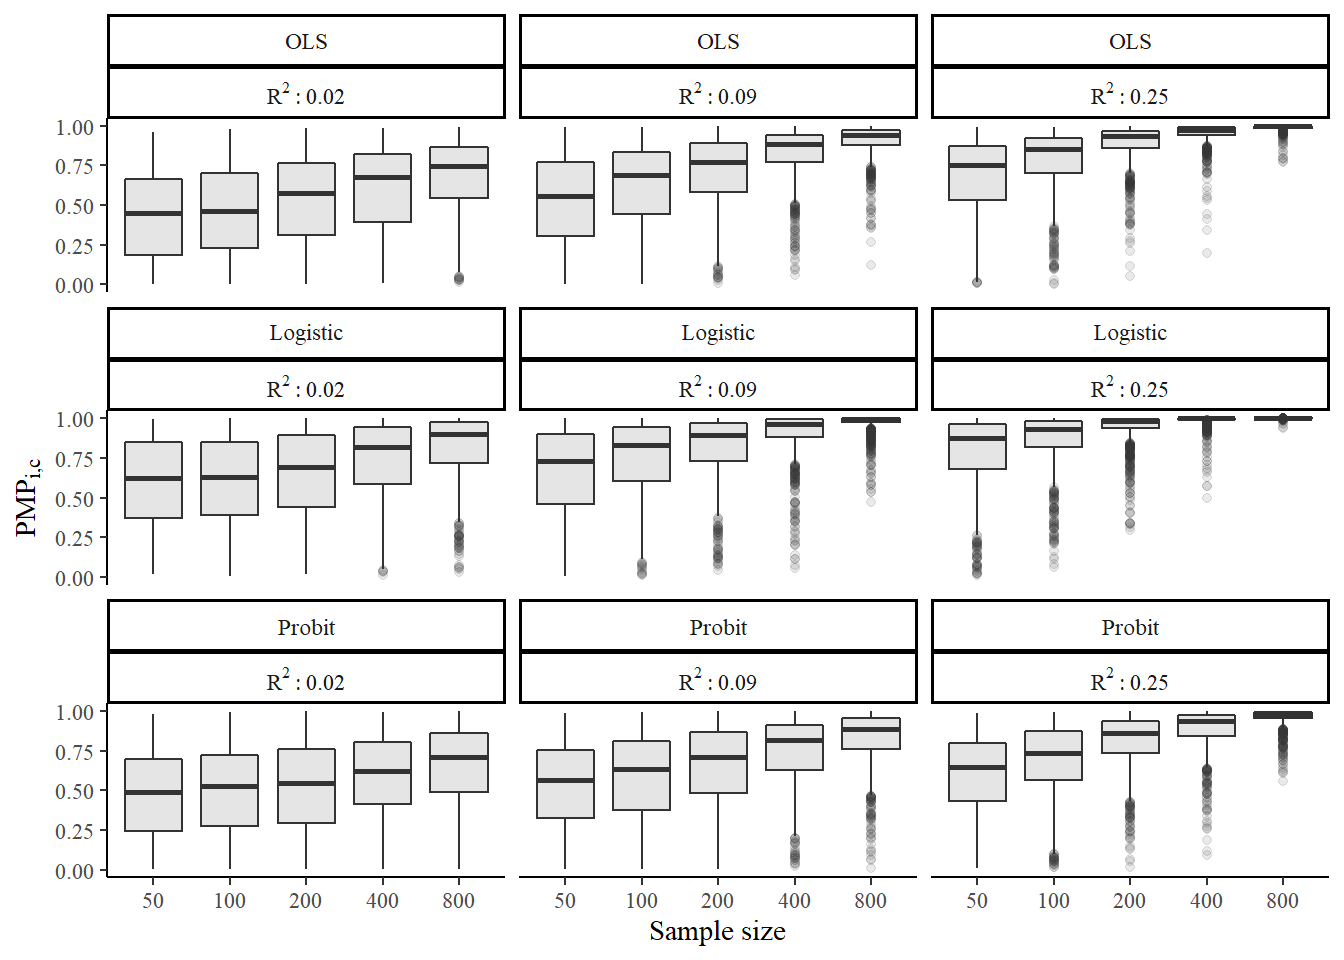 OLS OLS OLS
R² : 0.02 R² : 0.09 R² : 0.25
1.00
0.75
0.50
0.25
0.00
Logistic Logistic Logistic
R² : 0.02 R² : 0.09 R² : 0.25
1.00
0.75
0.50
0.25
0.00
PMPi,c
Probit Probit Probit
R² : 0.02 R² : 0.09 R² : 0.25
1.00
0.75
0.50
0.25
0.00
50 100 200 400 800 50 100 200 400 800 50 100 200 400 800
Sample size